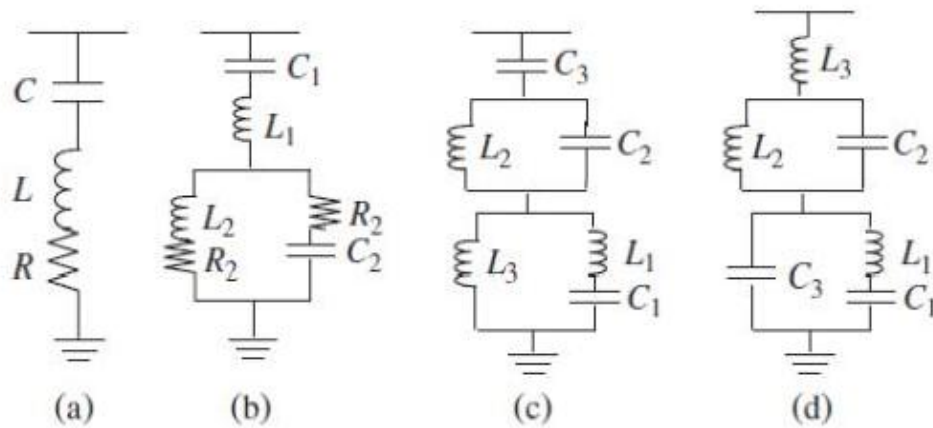 C
L
R
(a)
C₁
L₁
L₂
R₂
R₂
C₂
(b)
C₃
L₂
C₂
L₃
L₁
C₁
(c)
L₃
L₂
C₂
C₃
L₁
C₁
(d)